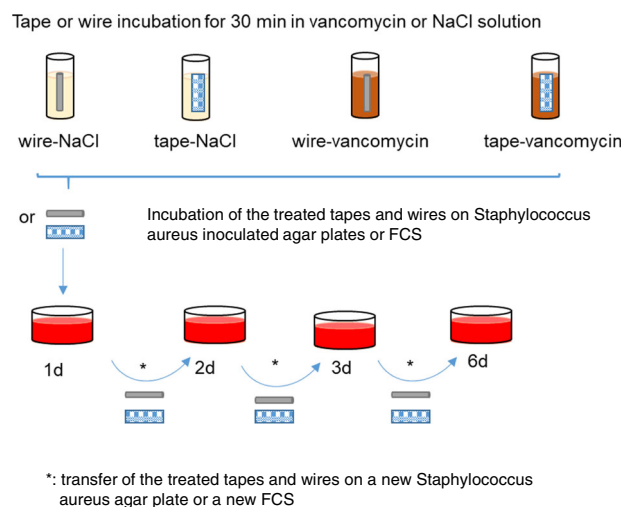 Tape or wire incubation for 30 min in vancomycin or NaCl solution
wire-NaCl tape-NaCl wire-vancomycin tape-vancomycin
or
Incubation of the treated tapes and wires on Staphylococcus
aureus inoculated agar plates or FCS
1d * 2d * 3d * 6d
*: transfer of the treated tapes and wires on a new Staphylococcus
aureus agar plate or a new FCS